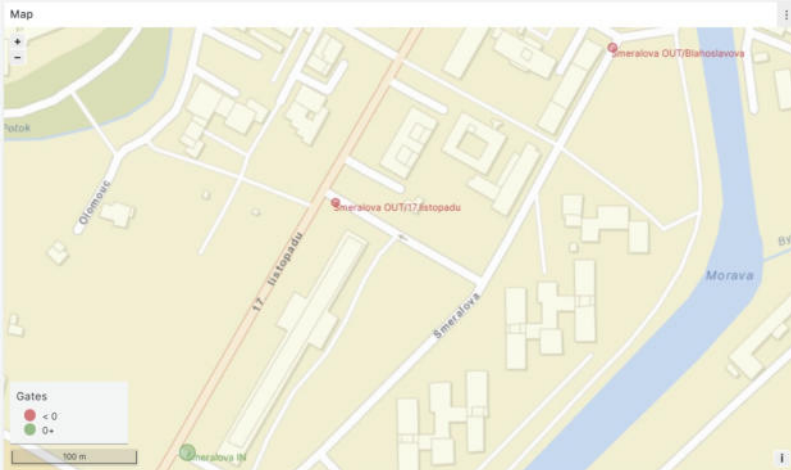 Map
+
−
Smeralova OUT/Blahoslavova
Potok
Olomouc
Smeralova OUT/17.listopadu
17. listopadu
Morava
Smeralova
Gates
< 0
0+
100 m
Smeralova IN
i